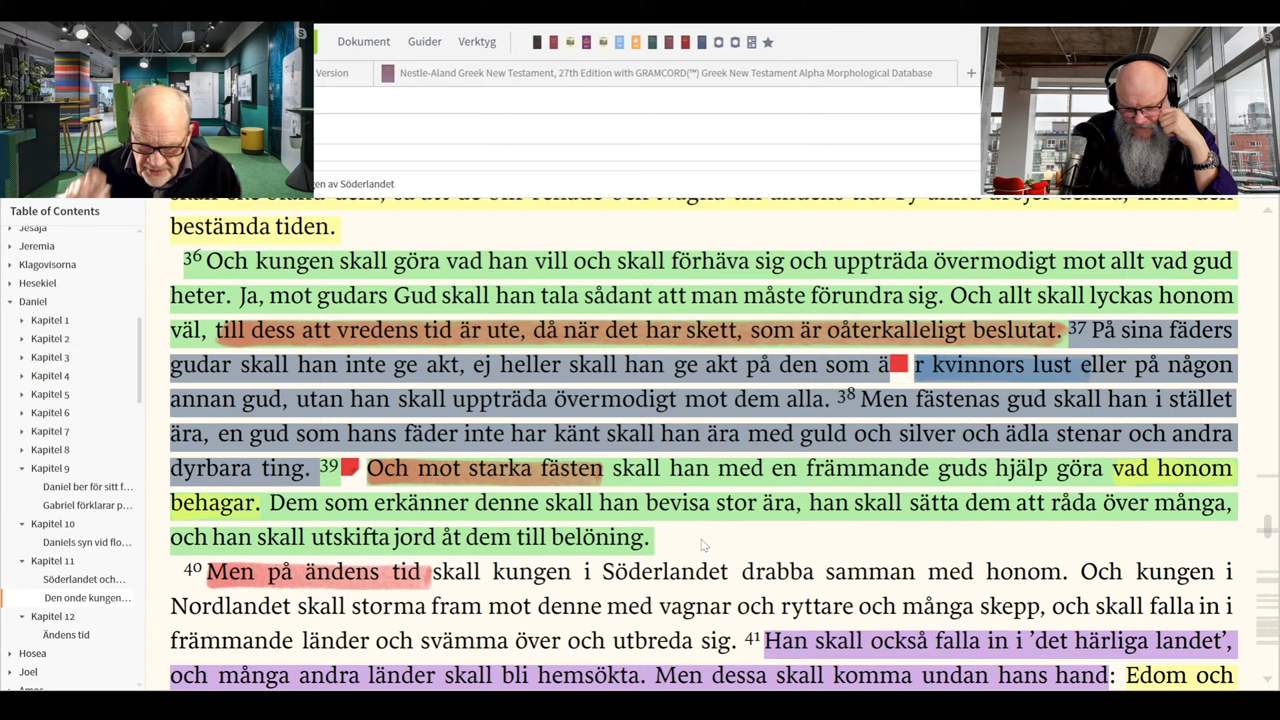 Dokument Guider Verktyg
Version
Nestle-Aland Greek New Testament, 27th Edition with GRAMCORD(™) Greek New Testament Alpha Morphological Database
av Söderlandet
Table of Contents
Jesaja
Jeremia
Klagovisorna
Hesekiel
Daniel
Kapitel 1
Kapitel 2
Kapitel 3
Kapitel 4
Kapitel 5
Kapitel 6
Kapitel 7
Kapitel 8
Kapitel 9
Daniel ber för sitt f...
Gabriel förklarar p...
Kapitel 10
Daniels syn vid flo...
Kapitel 11
Söderlandet och...
Den onde kungen...
Kapitel 12
Ändens tid
Hosea
Joel
Amos
bestämda tiden.
36 Och kungen skall göra vad han vill och skall förhäva sig och uppträda övermodigt mot allt vad gud
heter. Ja, mot gudars Gud skall han tala sådant att man måste förundra sig. Och allt skall lyckas honom
väl, till dess att vredens tid är ute, då när det har skett, som är oåterkalleligt beslutat. 37 På sina fäders
gudar skall han inte ge akt, ej heller skall han ge akt på den som ä r kvinnors lust eller på någon
annan gud, utan han skall uppträda övermodigt mot dem alla. 38 Men fästenas gud skall han i stället
ära, en gud som hans fäder inte har känt skall han ära med guld och silver och ädla stenar och andra
dyrbara ting. 39 Och mot starka fästen skall han med en främmande guds hjälp göra vad honom
behagar. Dem som erkänner denne skall han bevisa stor ära, han skall sätta dem att råda över många,
och han skall utskifta jord åt dem till belöning.
40 Men på ändens tid skall kungen i Söderlandet drabba samman med honom. Och kungen i
Nordlandet skall storma fram mot denne med vagnar och ryttare och många skepp, och skall falla in i
främmande länder och svämma över och utbreda sig. 41 Han skall också falla in i ’det härliga landet’,
och många andra länder skall bli hemsökta. Men dessa skall komma undan hans hand: Edom och